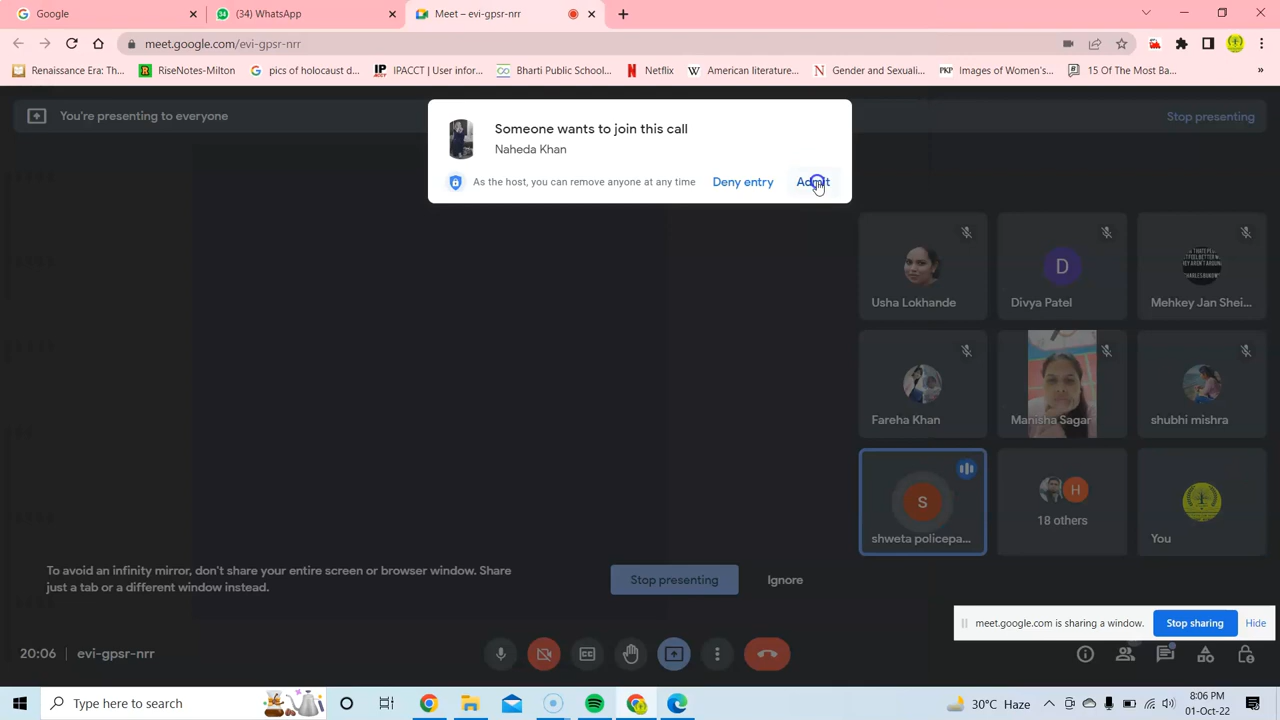 Google
(34) WhatsApp
Meet – evi-gpsr-nrr
meet.google.com/evi-gpsr-nrr
Renaissance Era: Th...
RiseNotes-Milton
pics of holocaust d...
IPACCT | User infor...
Bharti Public School...
Netflix
American literature...
Gender and Sexuali...
Images of Women's...
15 Of The Most Ba...
»
You're presenting to everyone
Stop presenting
Someone wants to join this call
Naheda Khan
As the host, you can remove anyone at any time
Deny entry
Admit
Usha Lokhande
D
Divya Patel
Mehkey Jan Shei...
Fareha Khan
Manisha Sagar
shubhi mishra
S
shweta policepa...
H
18 others
You
To avoid an infinity mirror, don't share your entire screen or browser window. Share
just a tab or a different window instead.
Stop presenting
Ignore
meet.google.com is sharing a window.
Stop sharing
Hide
20:06 | evi-gpsr-nrr
Type here to search
30°C Haze
8:06 PM
01-Oct-22